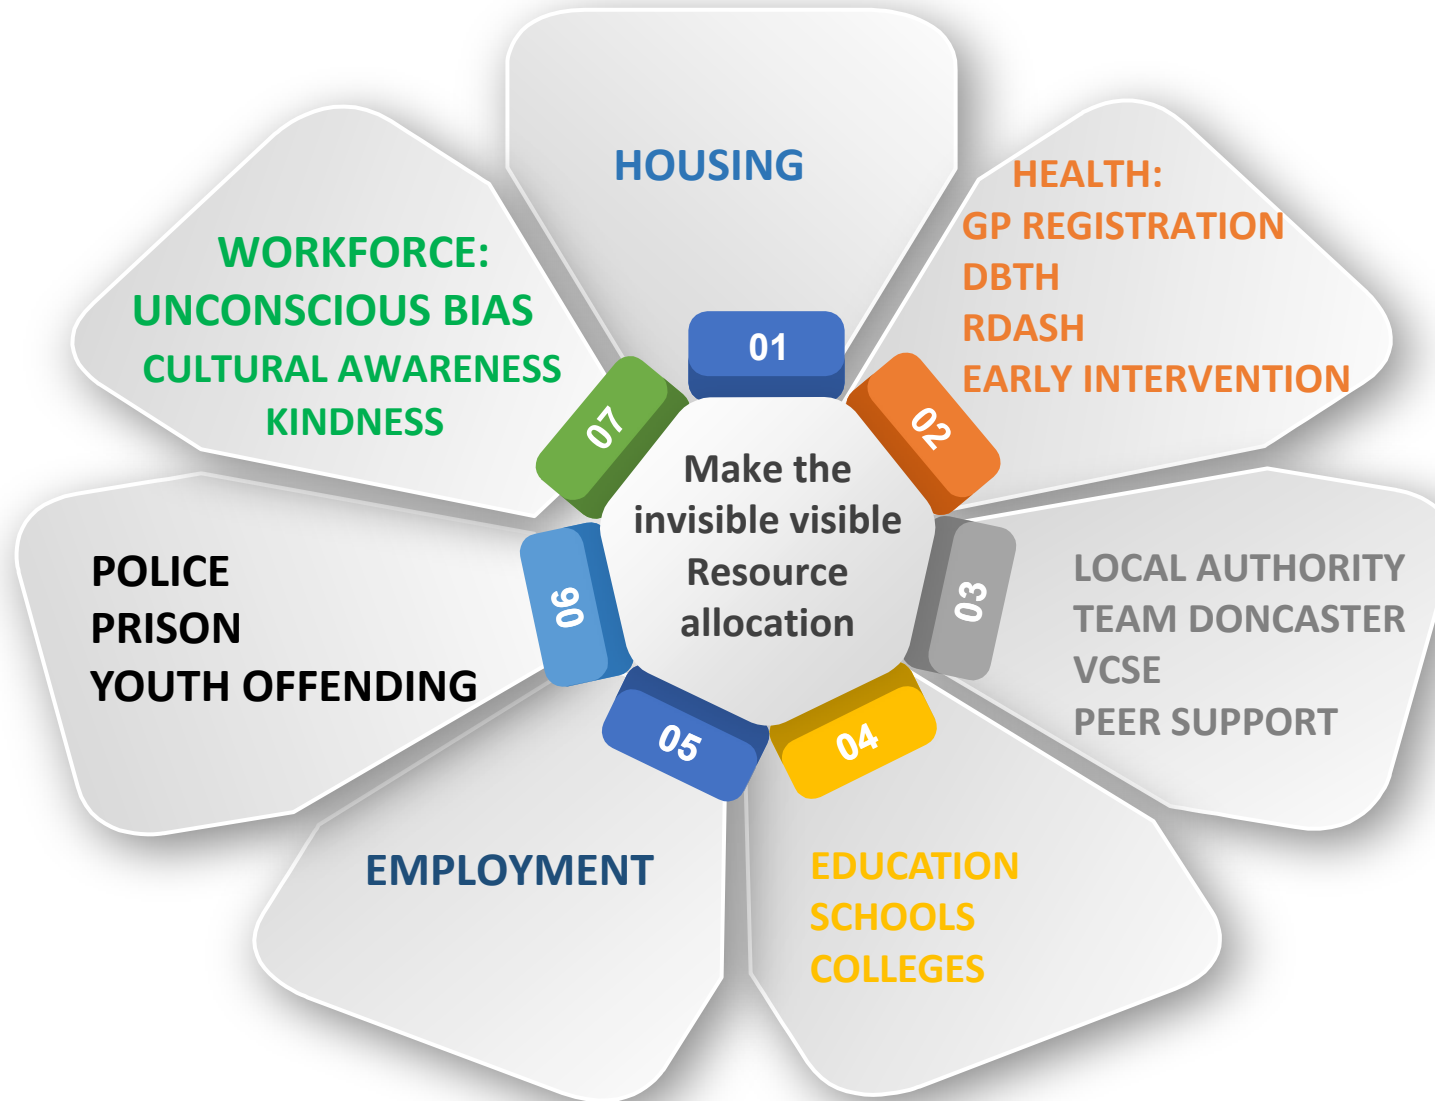 HOUSING
01
HEALTH:
GP REGISTRATION
DBTH
RDASH
EARLY INTERVENTION
02
LOCAL AUTHORITY
TEAM DONCASTER
VCSE
PEER SUPPORT
03
EDUCATION
SCHOOLS
COLLEGES
04
EMPLOYMENT
05
POLICE
PRISON
YOUTH OFFENDING
06
WORKFORCE:
UNCONSCIOUS BIAS
CULTURAL AWARENESS
KINDNESS
07
Make the
invisible visible
Resource
allocation